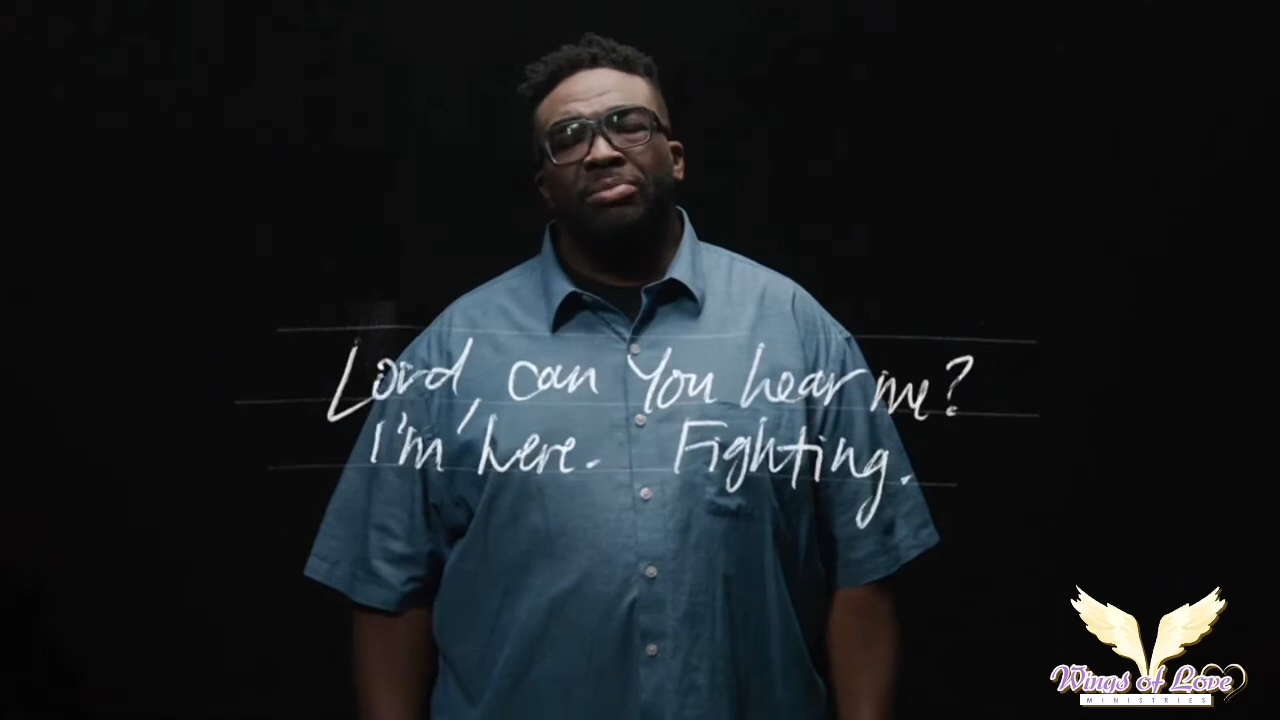 Lord, can You hear me?
I'm here. Fighting.
Wings of Love
MINISTRIES